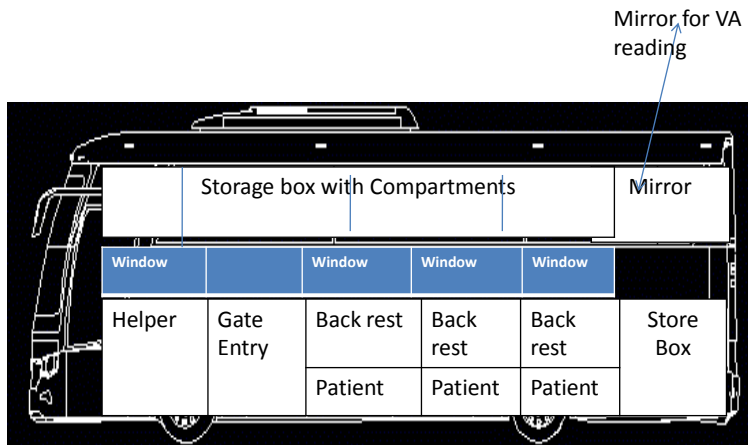 Mirror for VA
reading
Storage box with Compartments
Mirror
Window
Window
Window
Window
Helper
Gate
Entry
Back rest
Back
rest
Back
rest
Store
Box
Patient
Patient
Patient